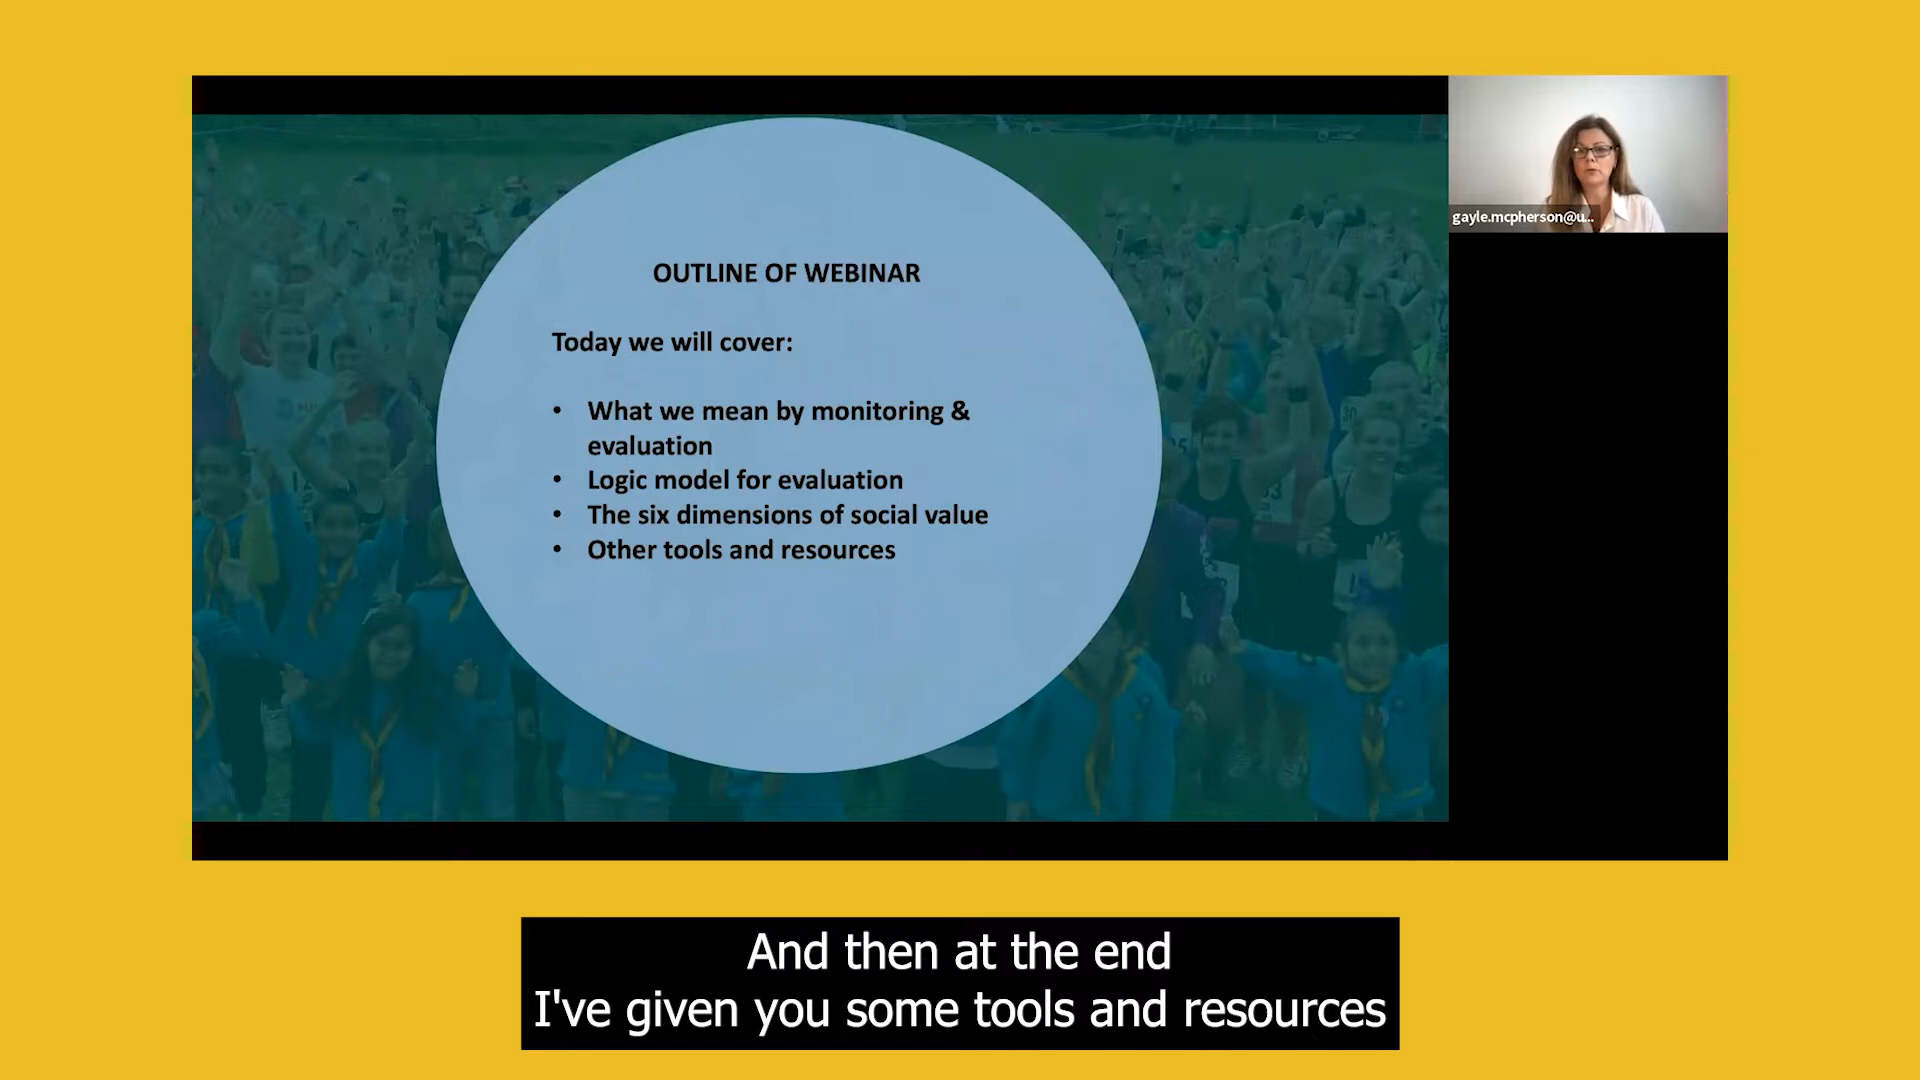 OUTLINE OF WEBINAR
Today we will cover:
• What we mean by monitoring &
evaluation
• Logic model for evaluation
• The six dimensions of social value
• Other tools and resources
gayle.mcpherson@u...
And then at the end
I've given you some tools and resources